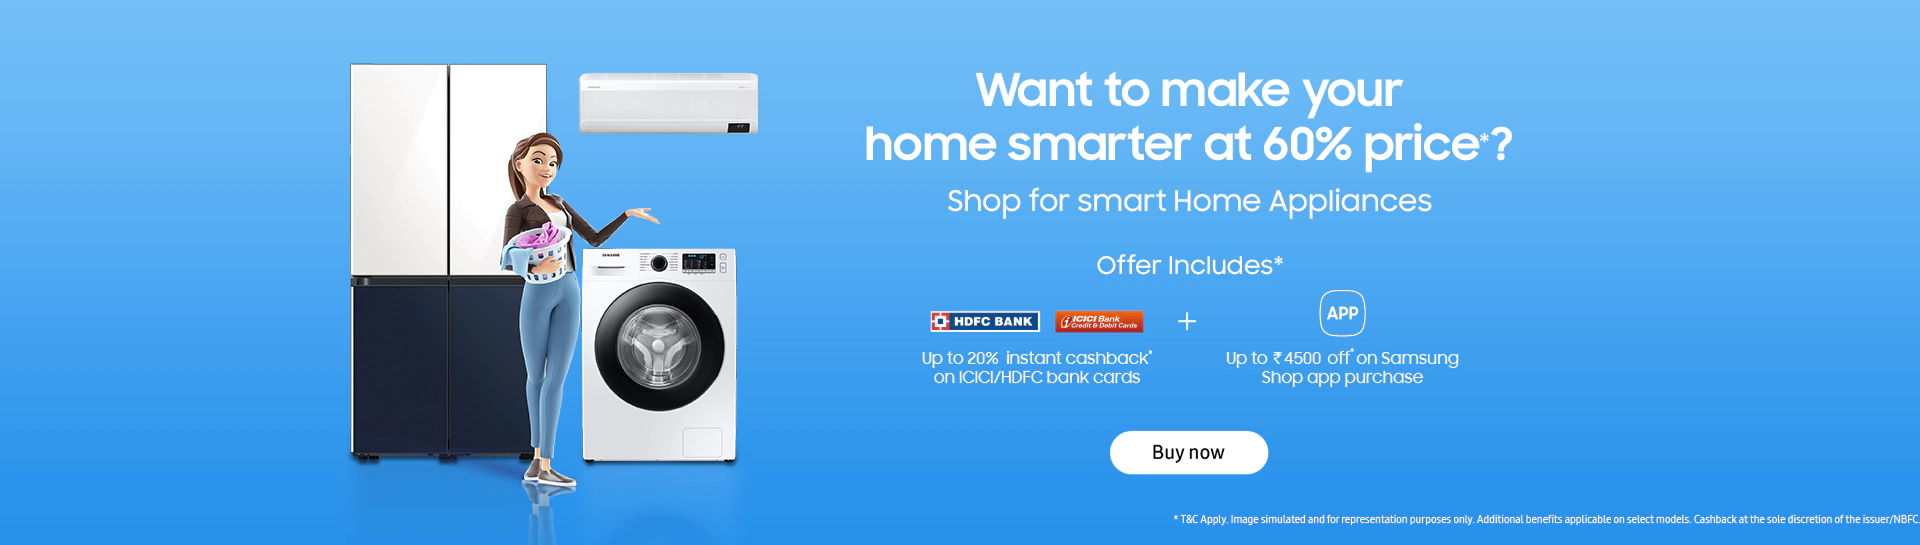 Want to make your
home smarter at 60% price*?
Shop for smart Home Appliances
Offer Includes*
HDFC BANK
ICICI Bank
Credit & Debit Cards
+
APP
Up to 20% instant cashback*
on ICICI/HDFC bank cards
Up to ₹4500 off* on Samsung
Shop app purchase
Buy now
* T&C Apply. Image simulated and for representation purposes only. Additional benefits applicable on select models. Cashback at the sole discretion of the issuer/NBFC.
SAMSUNG
SAMSUNG